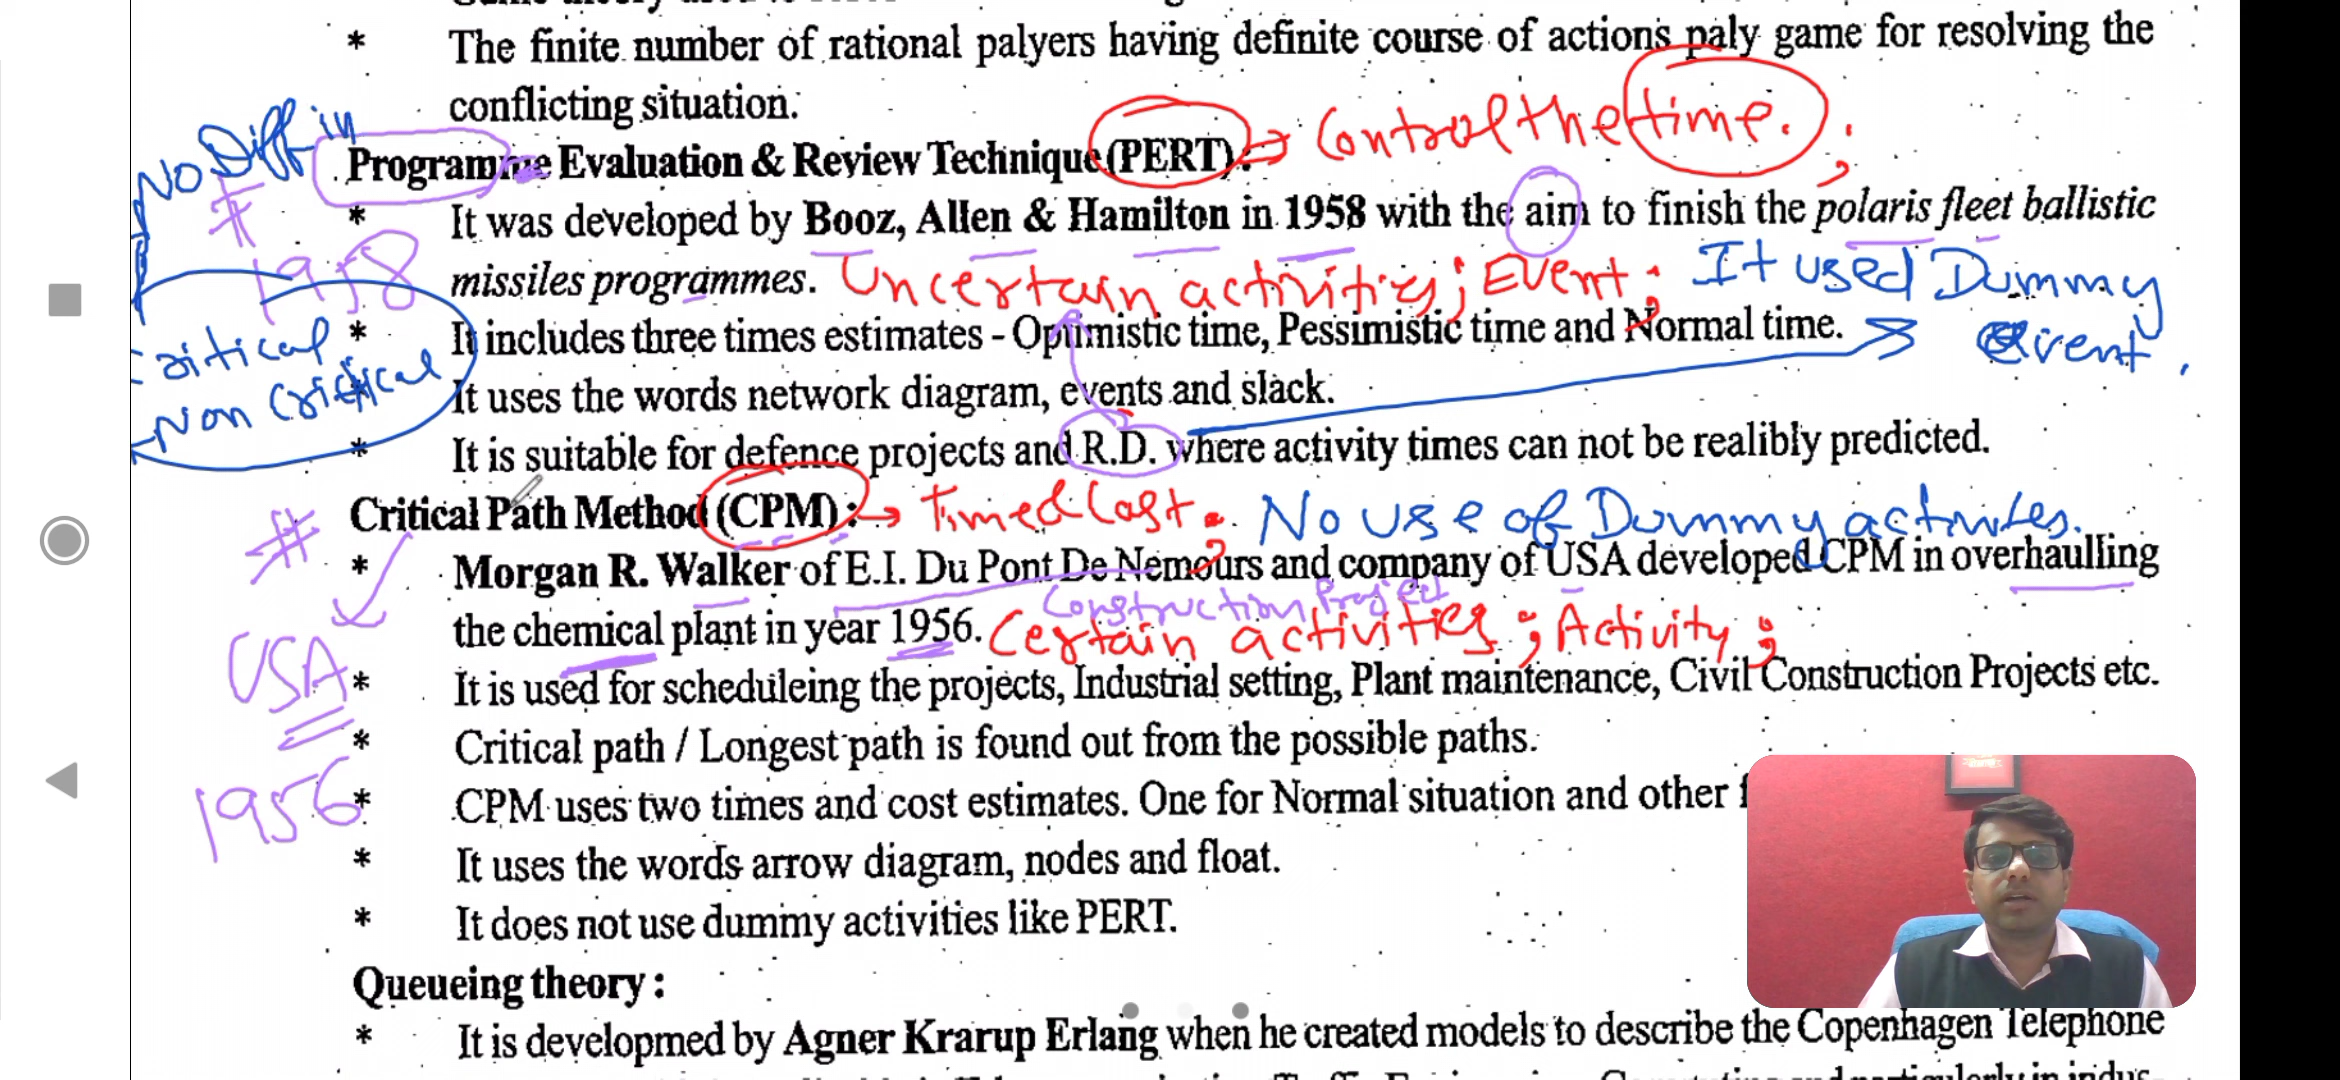 * The finite number of rational palyers having definite course of actions paly game for resolving the
conflicting situation.
No Diff in
Programme Evaluation & Review Technique (PERT) : ⇒ Control the time. ;
* It was developed by Booz, Allen & Hamilton in 1958 with the aim to finish the polaris fleet ballistic
# 1958
missiles programmes. Uncertain activities; Event; It used Dummy
Event.
* It includes three times estimates - Optimistic time, Pessimistic time and Normal time.
Critical
Non Critical
* It uses the words network diagram, events and slack.
* It is suitable for defence projects and R.D. where activity times can not be realibly predicted.
Critical Path Method (CPM) : → Time d Cost; No use of Dummy activites.
#
* Morgan R. Walker of E.I. Du Pont De Nemours and company of USA developed CPM in overhaulling
Construction Project
the chemical plant in year 1956. Certain activities; Activity;
USA
* It is used for scheduleing the projects, Industrial setting, Plant maintenance, Civil Construction Projects etc.
* Critical path / Longest path is found out from the possible paths.
1956
* CPM uses two times and cost estimates. One for Normal situation and other
* It uses the words arrow diagram, nodes and float.
* It does not use dummy activities like PERT.
Queueing theory :
* It is developmed by Agner Krarup Erlang when he created models to describe the Copenhagen Telephone